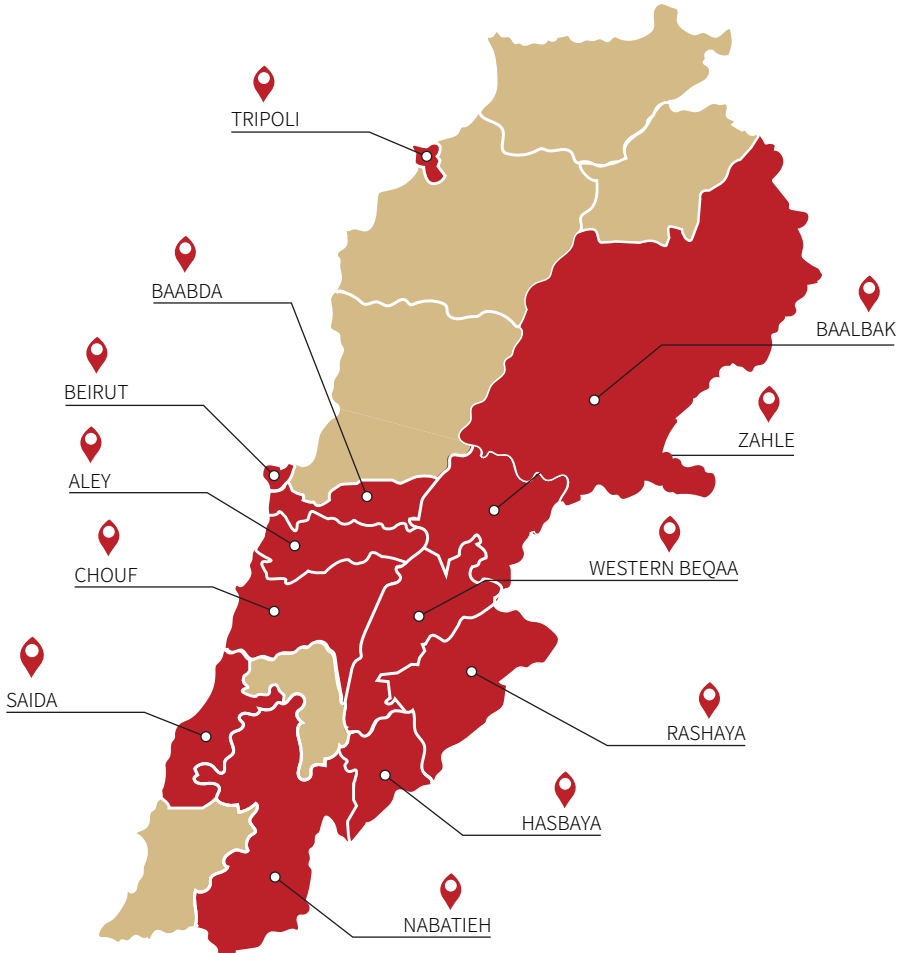 TRIPOLI
BAABDA
BAALBAK
BEIRUT
ZAHLE
ALEY
WESTERN BEQAA
CHOUF
SAIDA
RASHAYA
HASBAYA
NABATIEH